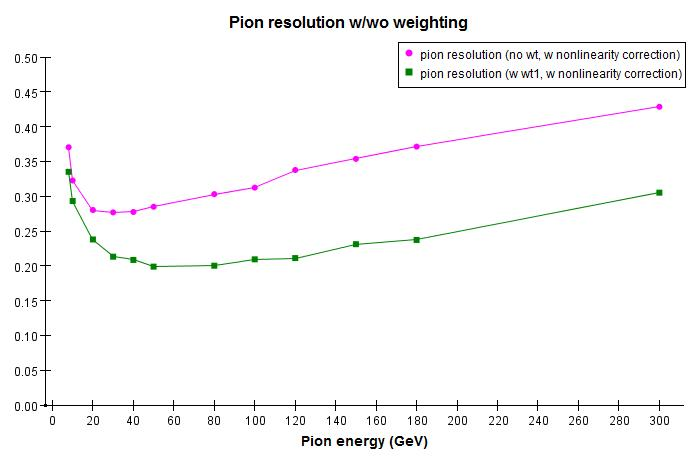 Pion resolution w/wo weighting
pion resolution (no wt, w nonlinearity correction)
pion resolution (w wt1, w nonlinearity correction)
0.50
0.45
0.40
0.35
0.30
0.25
0.20
0.15
0.10
0.05
0.00
0 20 40 60 80 100 120 140 160 180 200 220 240 260 280 300
Pion energy (GeV)